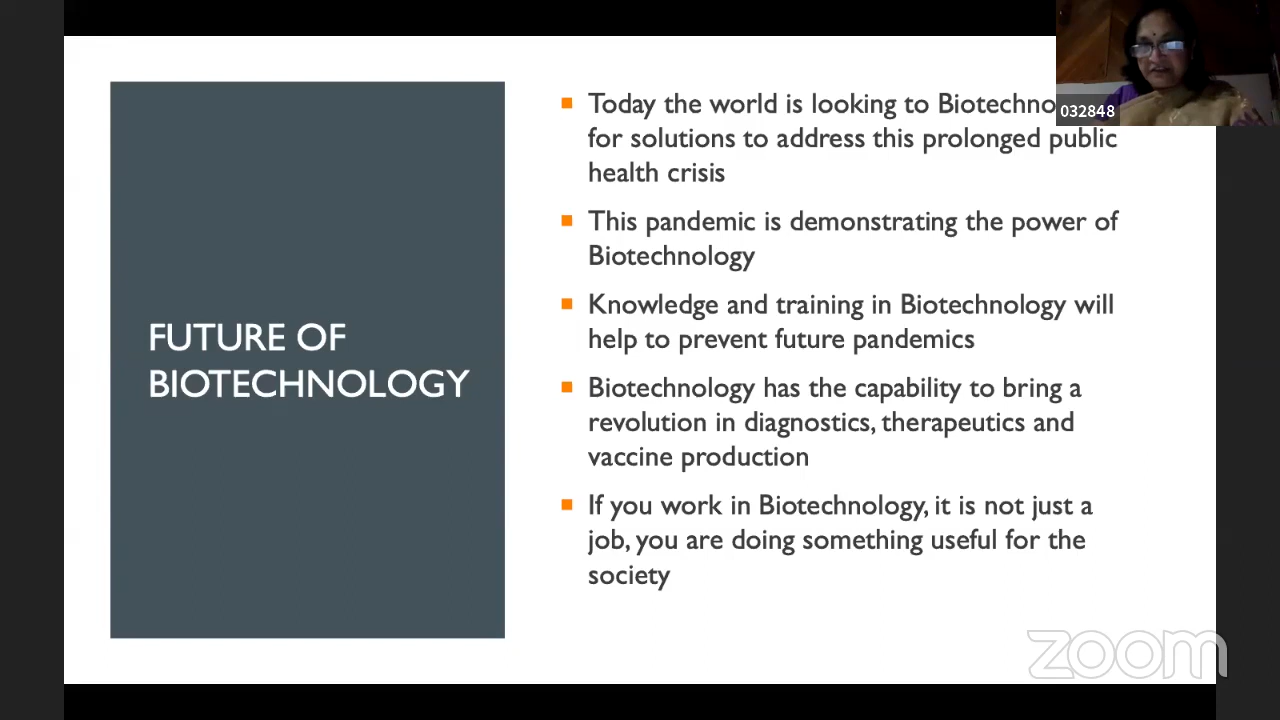 FUTURE OF
BIOTECHNOLOGY
Today the world is looking to Biotechno
for solutions to address this prolonged public
health crisis
This pandemic is demonstrating the power of
Biotechnology
Knowledge and training in Biotechnology will
help to prevent future pandemics
Biotechnology has the capability to bring a
revolution in diagnostics, therapeutics and
vaccine production
If you work in Biotechnology, it is not just a
job, you are doing something useful for the
society
032848
zoom